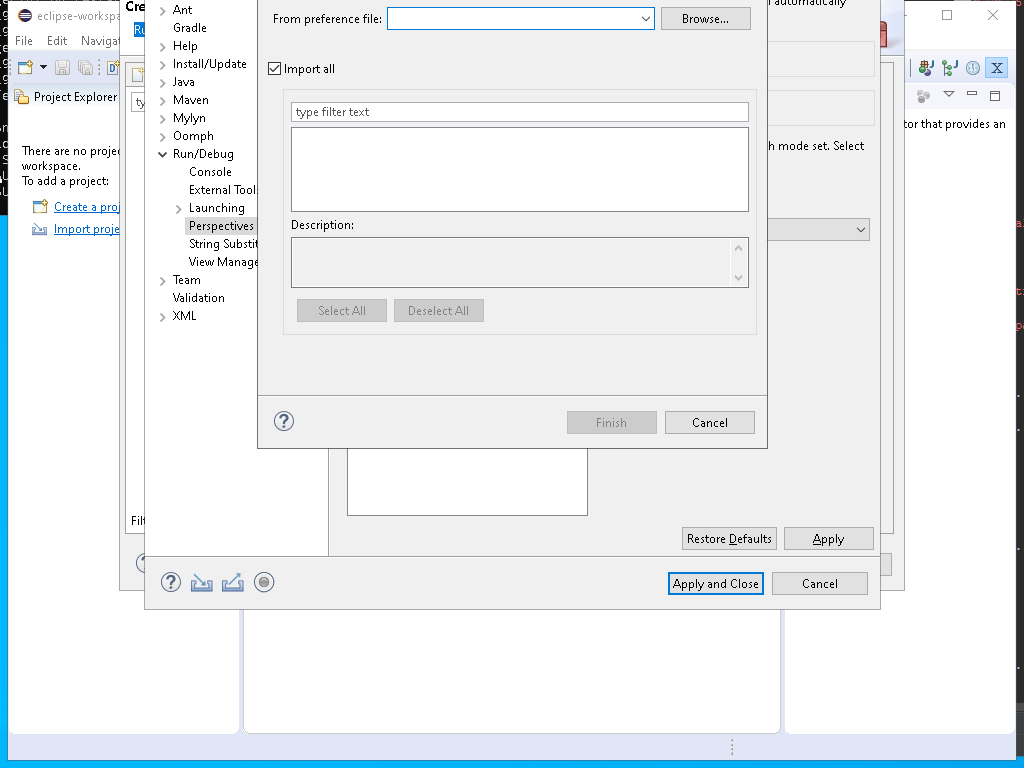 eclipse-workspa
File Edit Navigat
Project Explorer
There are no projec
workspace.
To add a project:
Create a proj
Import proje
Cre
Ru
ty
Filt
Ant
Gradle
Help
Install/Update
Java
Maven
Mylyn
Oomph
Run/Debug
Console
External Tools
Launching
Perspectives
String Substit
View Manage
Team
Validation
XML
From preference file:
Browse...
Import all
type filter text
Description:
Select All
Deselect All
Finish
Cancel
automatically
h mode set. Select
Restore Defaults
Apply
Apply and Close
Cancel
X
tor that provides an